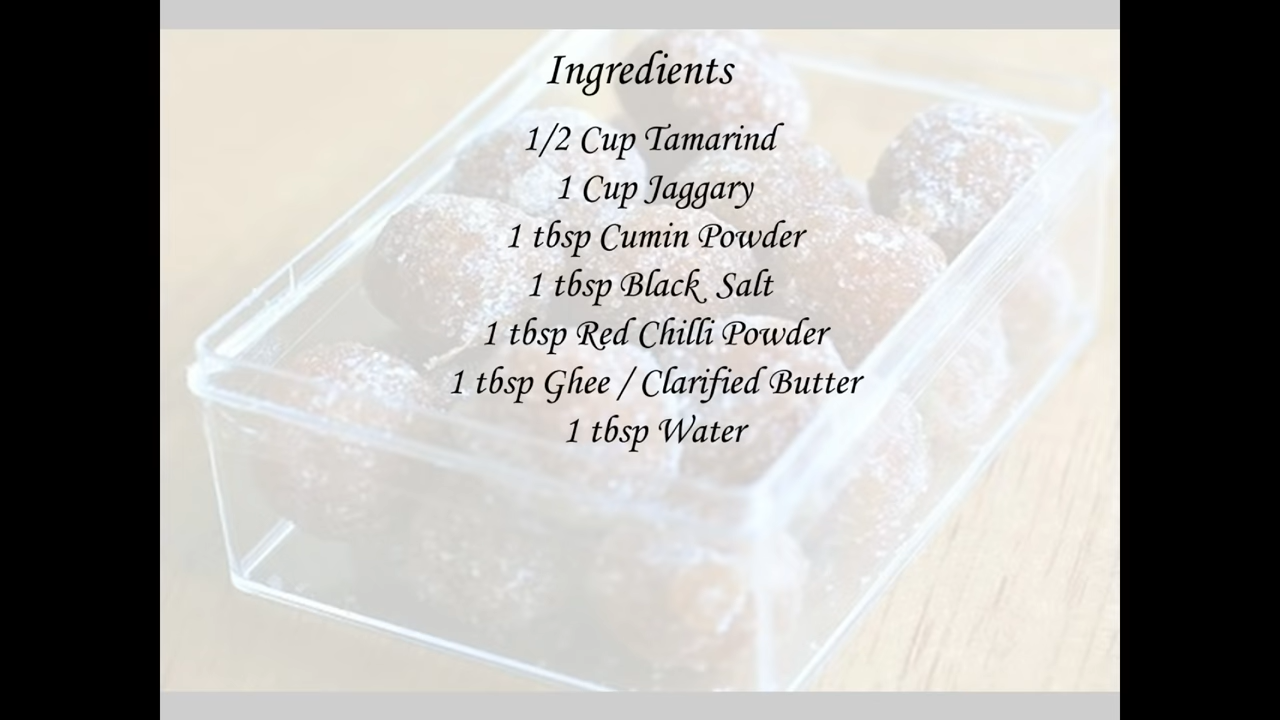 Ingredients
1/2 Cup Tamarind
1 Cup Jaggary
1 tbsp Cumin Powder
1 tbsp Black Salt
1 tbsp Red Chilli Powder
1 tbsp Ghee / Clarified Butter
1 tbsp Water